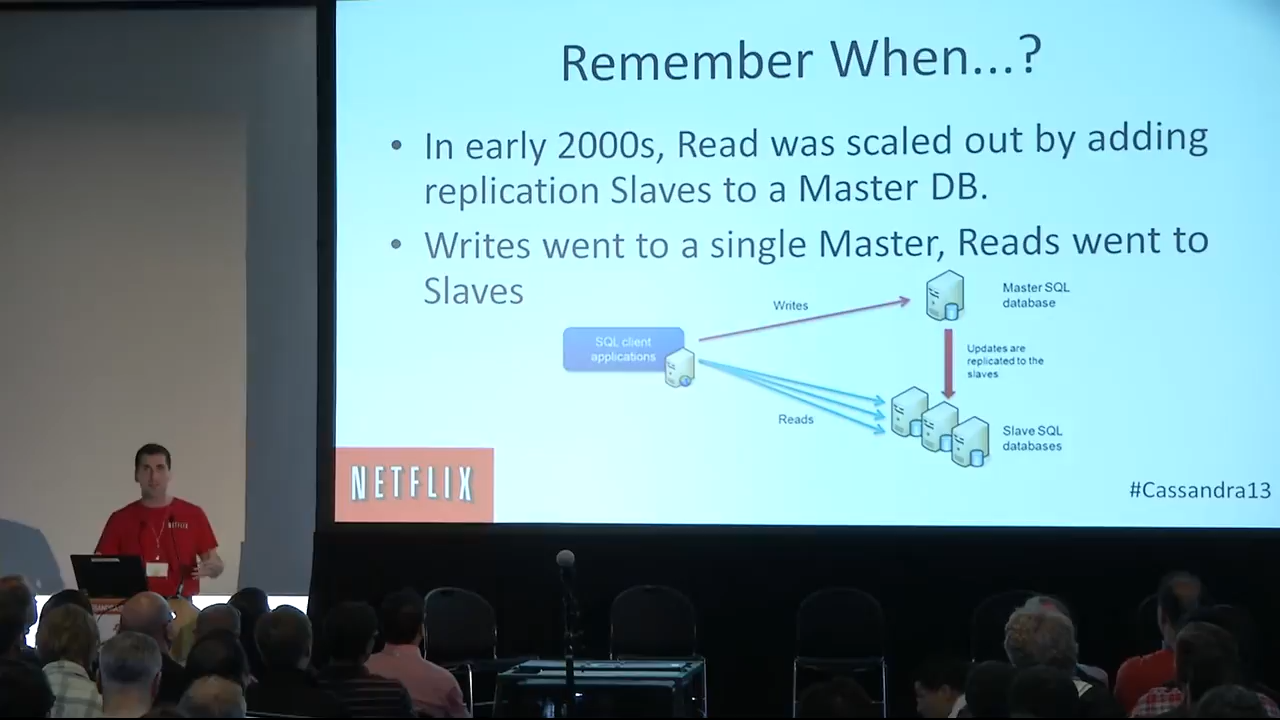 Remember When...?
• In early 2000s, Read was scaled out by adding
replication Slaves to a Master DB.
• Writes went to a single Master, Reads went to
Slaves
Master SQL
database
Writes
SQL client
applications
Updates are
replicated to the
slaves
Reads
Slave SQL
databases
NETFLIX
#Cassandra13
NETFLIX